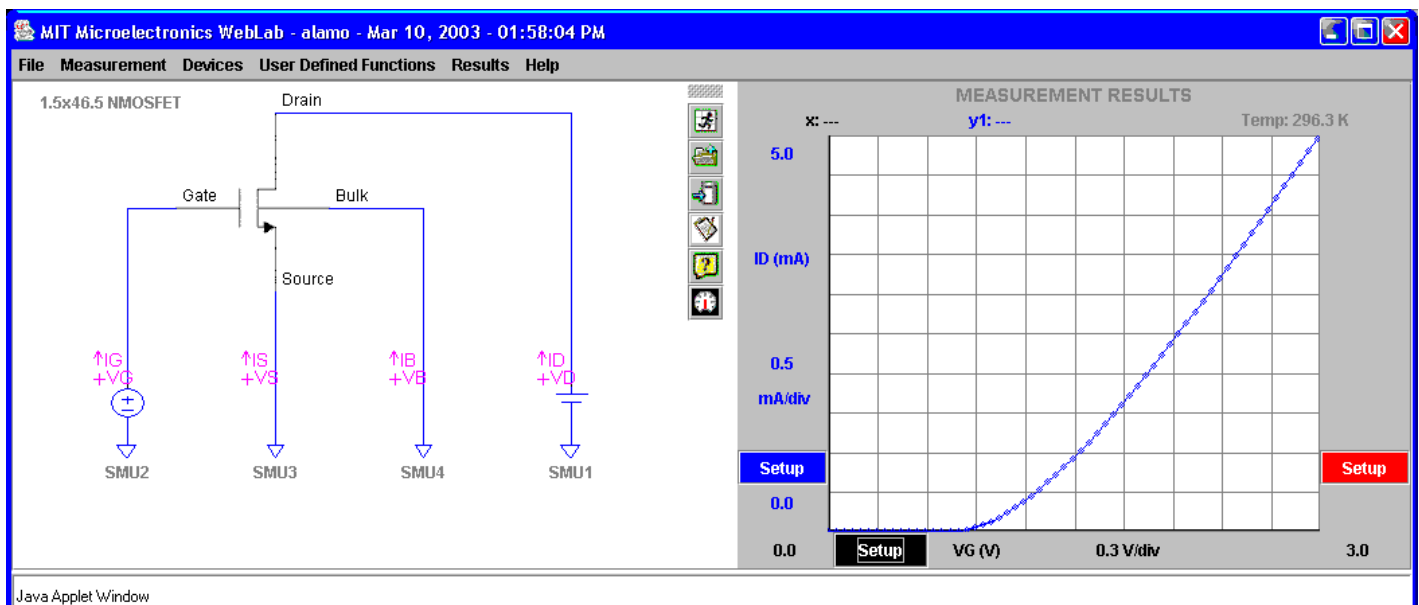 MIT Microelectronics WebLab - alamo - Mar 10, 2003 - 01:58:04 PM
File Measurement Devices User Defined Functions Results Help
1.5x46.5 NMOSFET
Drain
Gate
Bulk
Source
↑IG
+VG
↑IS
+VS
↑IB
+VB
↑ID
+VD
SMU2
SMU3
SMU4
SMU1
MEASUREMENT RESULTS
x: ---
y1: ---
Temp: 296.3 K
5.0
ID (mA)
0.5
mA/div
Setup
0.0
Setup
0.0
Setup
VG (V)
0.3 V/div
3.0
Java Applet Window